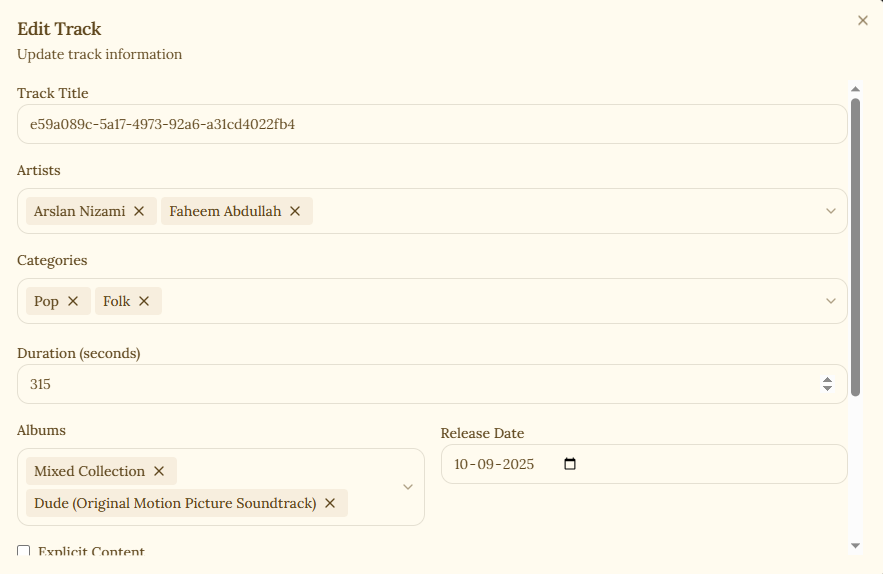 Edit Track
Update track information
Track Title
e59a089c-5a17-4973-92a6-a31cd4022fb4
Artists
Arslan Nizami
Faheem Abdullah
Categories
Pop
Folk
Duration (seconds)
315
Albums
Mixed Collection
Dude (Original Motion Picture Soundtrack)
Release Date
10-09-2025
Explicit Content